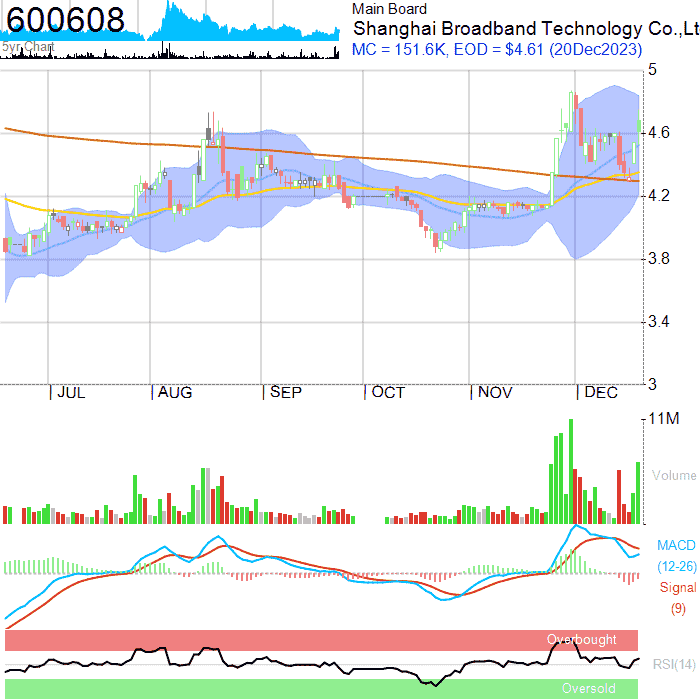 600608
5yr Chart
Main Board
Shanghai Broadband Technology Co.,Lt
MC = 151.6K, EOD = $4.61 (20Dec2023)
5
4.6
4.2
3.8
3.4
3
JUL AUG SEP OCT NOV DEC
11M
Volume
MACD
(12-26)
Signal
(9)
Overbought
RSI(14)
Oversold